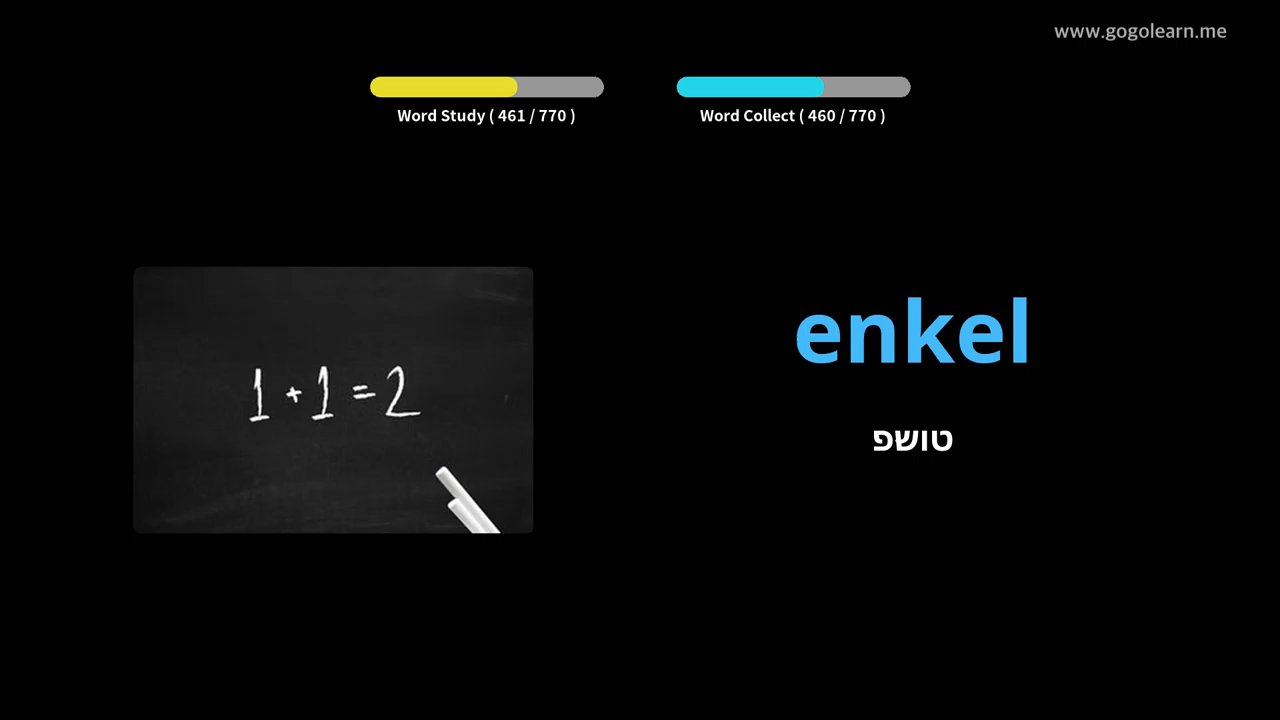 www.gogolearn.me
Word Study ( 461 / 770 )
Word Collect ( 460 / 770 )
1 + 1 = 2
enkel
טושפ